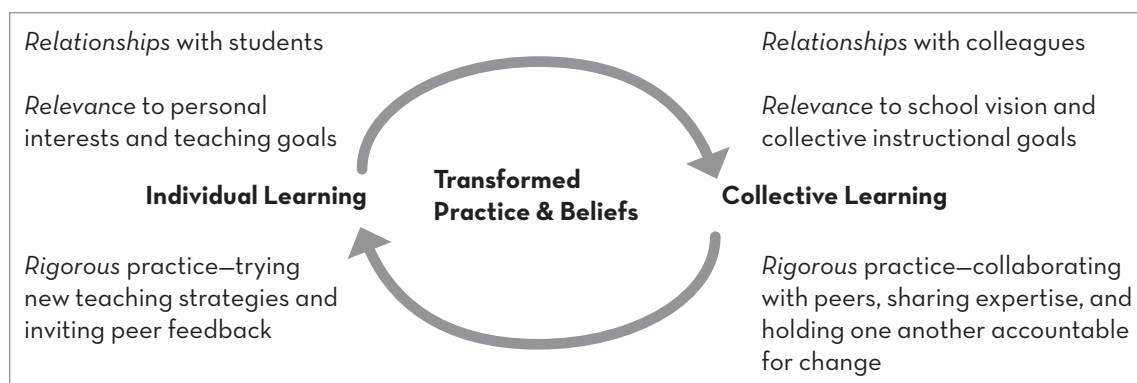 Relationships with students
Relevance to personal
interests and teaching goals
Individual Learning
Rigorous practice—trying
new teaching strategies and
inviting peer feedback
Transformed
Practice & Beliefs
Relationships with colleagues
Relevance to school vision and
collective instructional goals
Collective Learning
Rigorous practice—collaborating
with peers, sharing expertise, and
holding one another accountable
for change